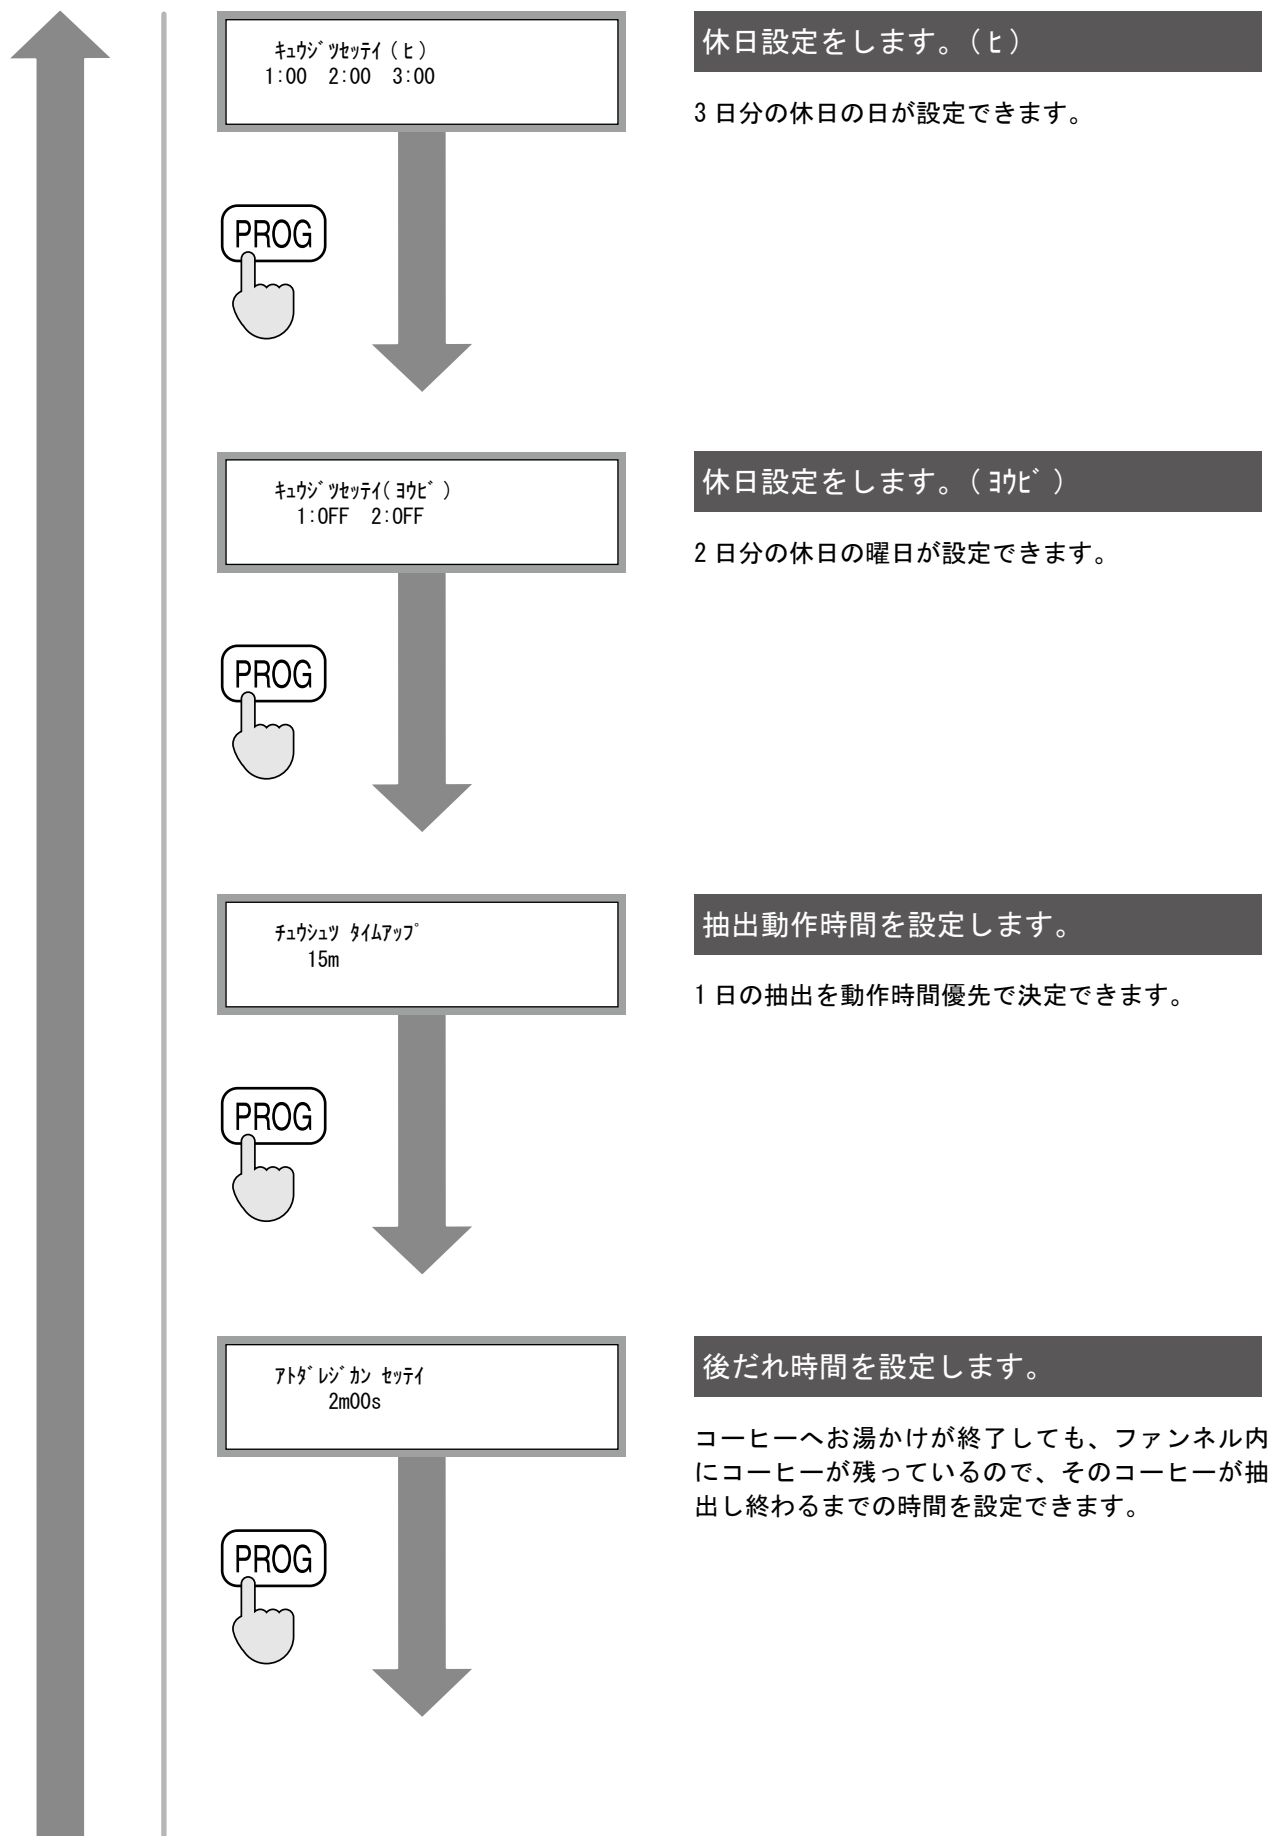 ｷｭｳｼﾞﾂｾｯﾃｲ(ﾋ)
1:00 2:00 3:00
休日設定をします。(ﾋ)
3日分の休日の日が設定できます。
PROG
ｷｭｳｼﾞﾂｾｯﾃｲ(ﾖｳﾋﾞ)
1:OFF 2:OFF
休日設定をします。(ﾖｳﾋﾞ)
2日分の休日の曜日が設定できます。
PROG
ﾁｭｳｼｭﾂ ﾀｲﾑｱｯﾌﾟ
15m
抽出動作時間を設定します。
1日の抽出を動作時間優先で決定できます。
PROG
ｱﾄﾀﾞﾚｼﾞｶﾝ ｾｯﾃｲ
2m00s
後だれ時間を設定します。
コーヒーへお湯かけが終了しても、ファンネル内
にコーヒーが残っているので、そのコーヒーが抽
出し終わるまでの時間を設定できます。
PROG